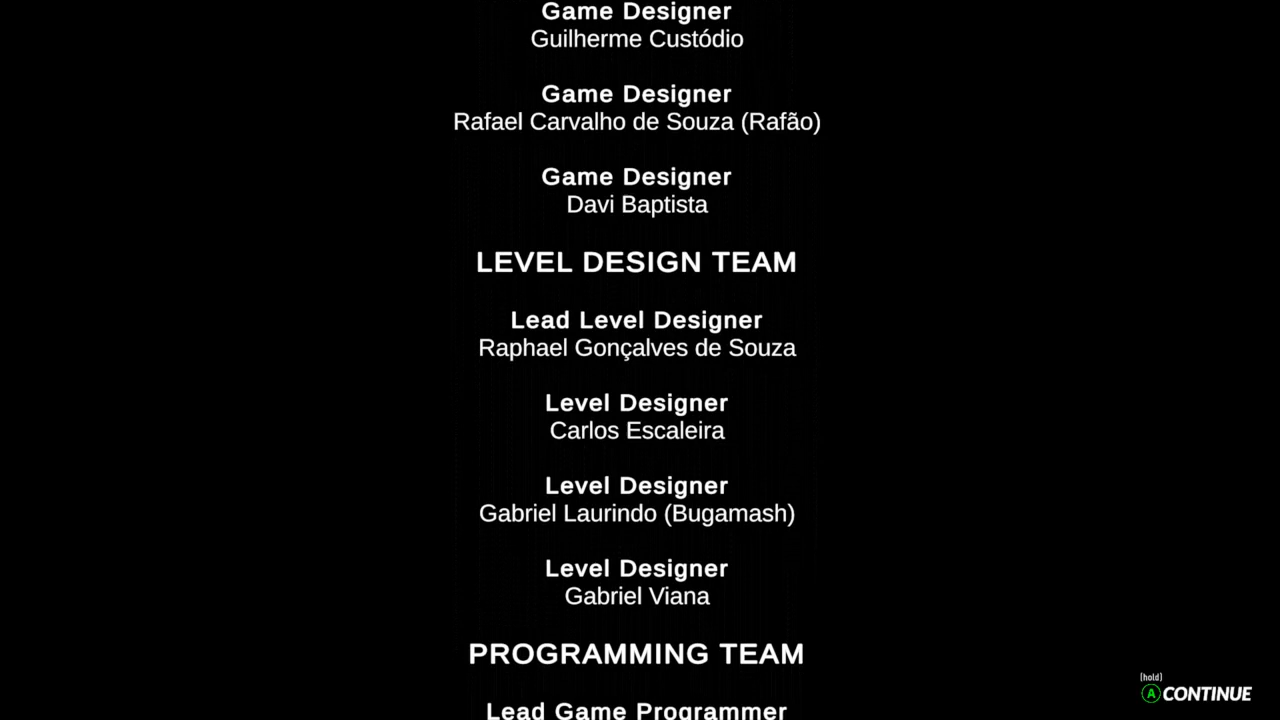 Game Designer
Guilherme Custódio
Game Designer
Rafael Carvalho de Souza (Rafão)
Game Designer
Davi Baptista
LEVEL DESIGN TEAM
Lead Level Designer
Raphael Gonçalves de Souza
Level Designer
Carlos Escaleira
Level Designer
Gabriel Laurindo (Bugamash)
Level Designer
Gabriel Viana
PROGRAMMING TEAM
Lead Game Programmer
(hold)
A CONTINUE